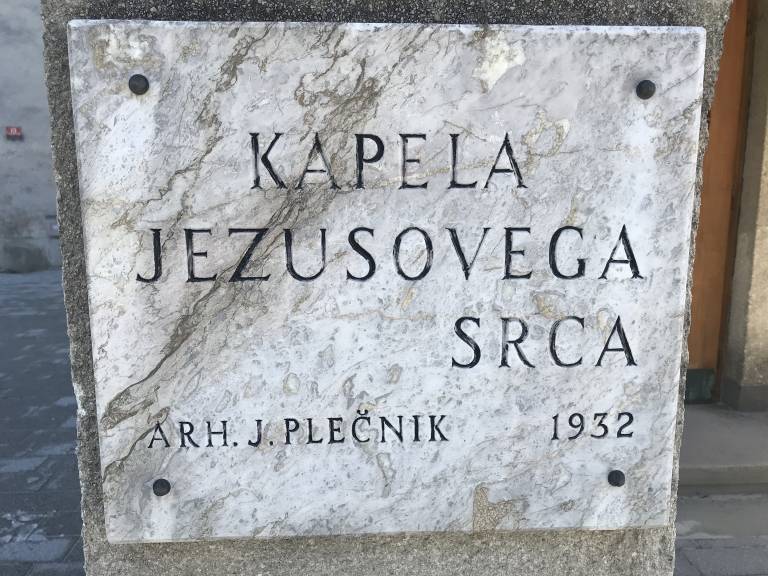 KAPELA
JEZUSOVEGA
SRCA
ARH. J. PLEČNIK 1932